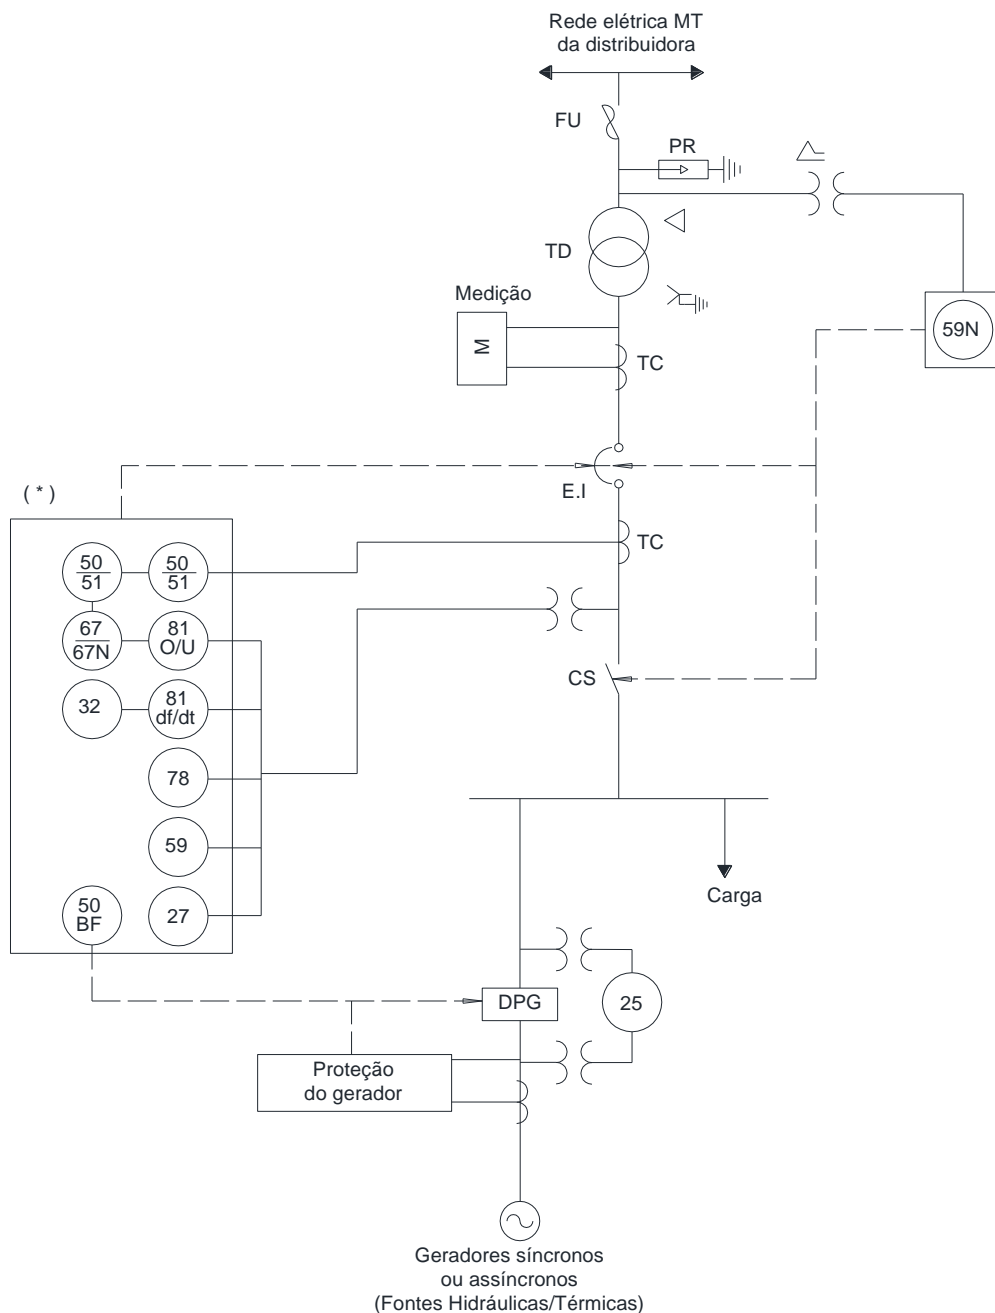 Rede elétrica MT
da distribuidora
FU
PR
TD
Medição
M
TC
59N
E.I
( * )
TC
50
51
50
51
67
67N
81
O/U
32
81
df/dt
CS
78
59
Carga
50
BF
27
DPG
25
Proteção
do gerador
Geradores síncronos
ou assíncronos
(Fontes Hidráulicas/Térmicas)